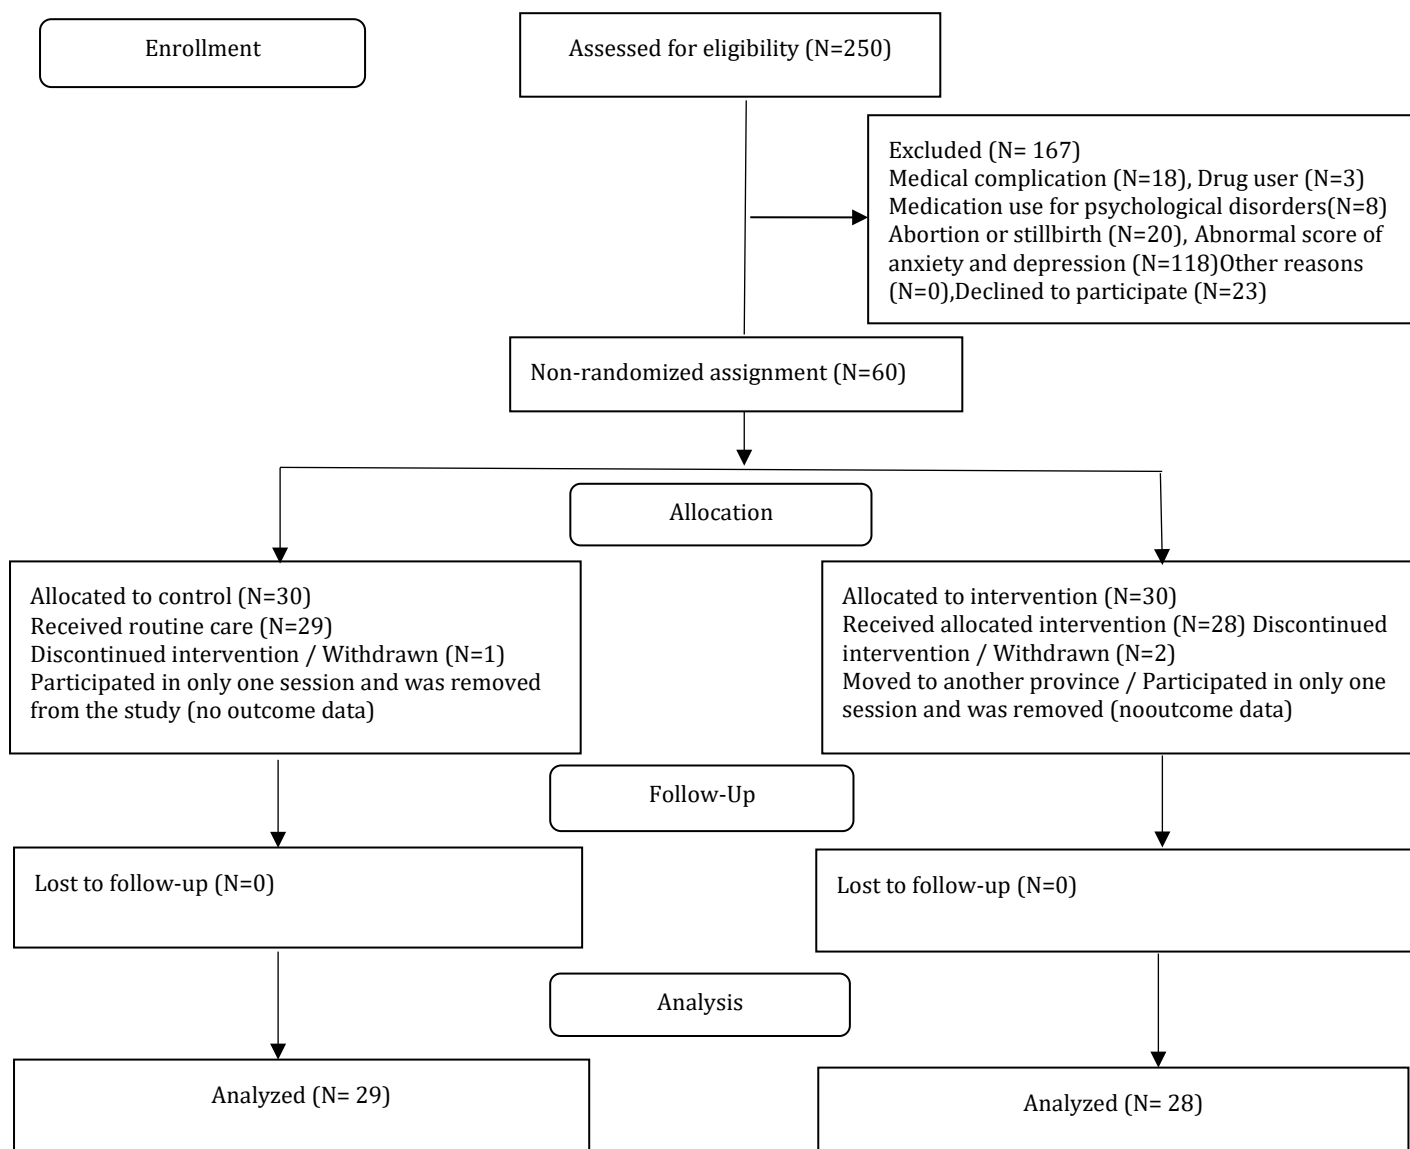 Enrollment
Assessed for eligibility (N=250)
Excluded (N= 167)
Medical complication (N=18), Drug user (N=3)
Medication use for psychological disorders(N=8)
Abortion or stillbirth (N=20), Abnormal score of
anxiety and depression (N=118)Other reasons
(N=0),Declined to participate (N=23)
Non-randomized assignment (N=60)
Allocation
Allocated to control (N=30)
Received routine care (N=29)
Discontinued intervention / Withdrawn (N=1)
Participated in only one session and was removed
from the study (no outcome data)
Allocated to intervention (N=30)
Received allocated intervention (N=28) Discontinued
intervention / Withdrawn (N=2)
Moved to another province / Participated in only one
session and was removed (nooutcome data)
Follow-Up
Lost to follow-up (N=0)
Lost to follow-up (N=0)
Analysis
Analyzed (N= 29)
Analyzed (N= 28)